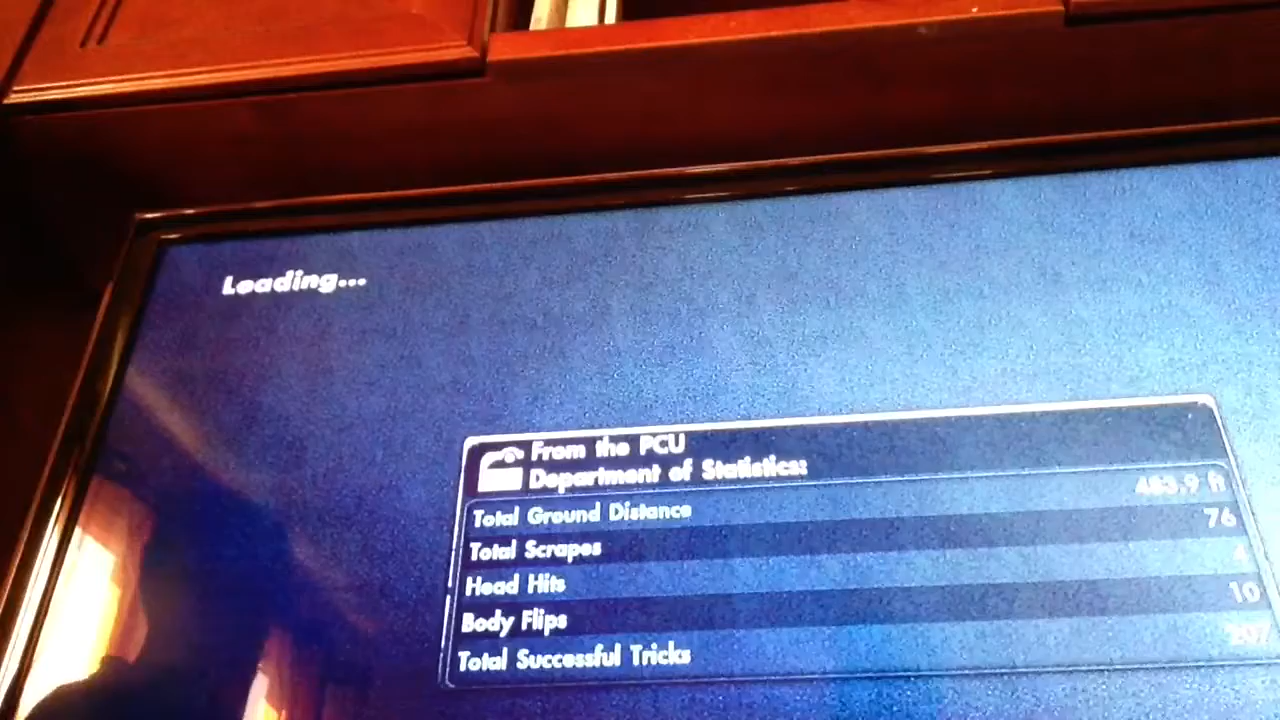 Loading...
From the PCU
Department of Statistics:
Total Ground Distance 483.9 ft
Total Scrapes 76
Head Hits 4
Body Flips 10
Total Successful Tricks